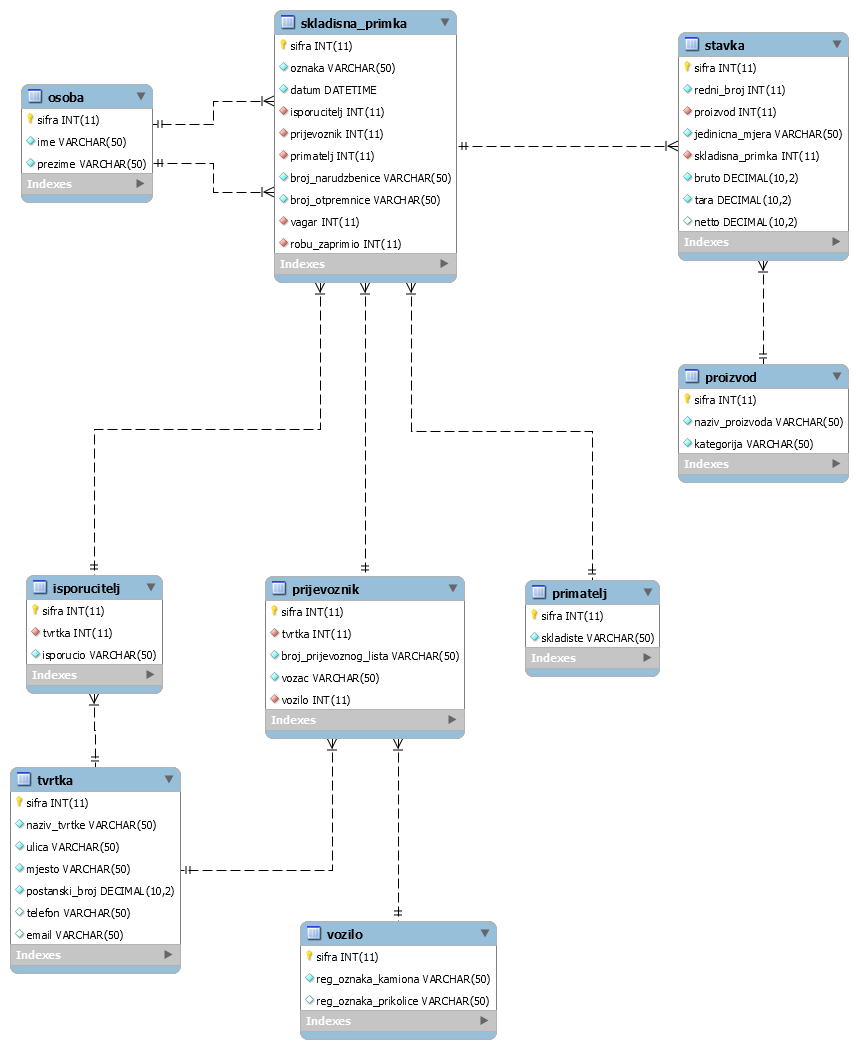 skladisna_primka
sifra INT(11)
oznaka VARCHAR(50)
datum DATETIME
isporucitelj INT(11)
prijevoznik INT(11)
primatelj INT(11)
broj_narudzbenice VARCHAR(50)
broj_otpremnice VARCHAR(50)
vagar INT(11)
robu_zaprimio INT(11)
Indexes
osoba
sifra INT(11)
ime VARCHAR(50)
prezime VARCHAR(50)
Indexes
stavka
sifra INT(11)
redni_broj INT(11)
proizvod INT(11)
jedinicna_mjera VARCHAR(50)
skladisna_primka INT(11)
bruto DECIMAL(10,2)
tara DECIMAL(10,2)
netto DECIMAL(10,2)
Indexes
proizvod
sifra INT(11)
naziv_proizvoda VARCHAR(50)
kategorija VARCHAR(50)
Indexes
isporucitelj
sifra INT(11)
tvrtka INT(11)
isporucio VARCHAR(50)
Indexes
prijevoznik
sifra INT(11)
tvrtka INT(11)
broj_prijevoznog_lista VARCHAR(50)
vozac VARCHAR(50)
vozilo INT(11)
Indexes
primatelj
sifra INT(11)
skladiste VARCHAR(50)
Indexes
tvrtka
sifra INT(11)
naziv_tvrtke VARCHAR(50)
ulica VARCHAR(50)
mjesto VARCHAR(50)
postanski_broj DECIMAL(10,2)
telefon VARCHAR(50)
email VARCHAR(50)
Indexes
vozilo
sifra INT(11)
reg_oznaka_kamiona VARCHAR(50)
reg_oznaka_prikolice VARCHAR(50)
Indexes